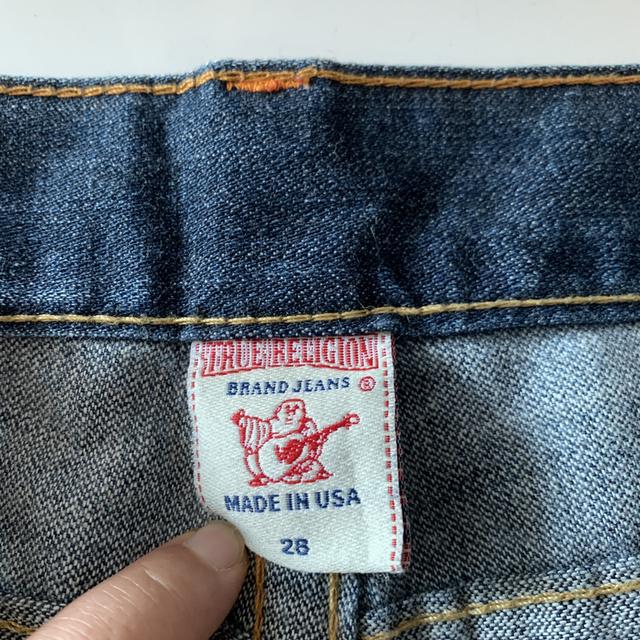 TRUE RELIGION
BRAND JEANS ®
MADE IN USA
28